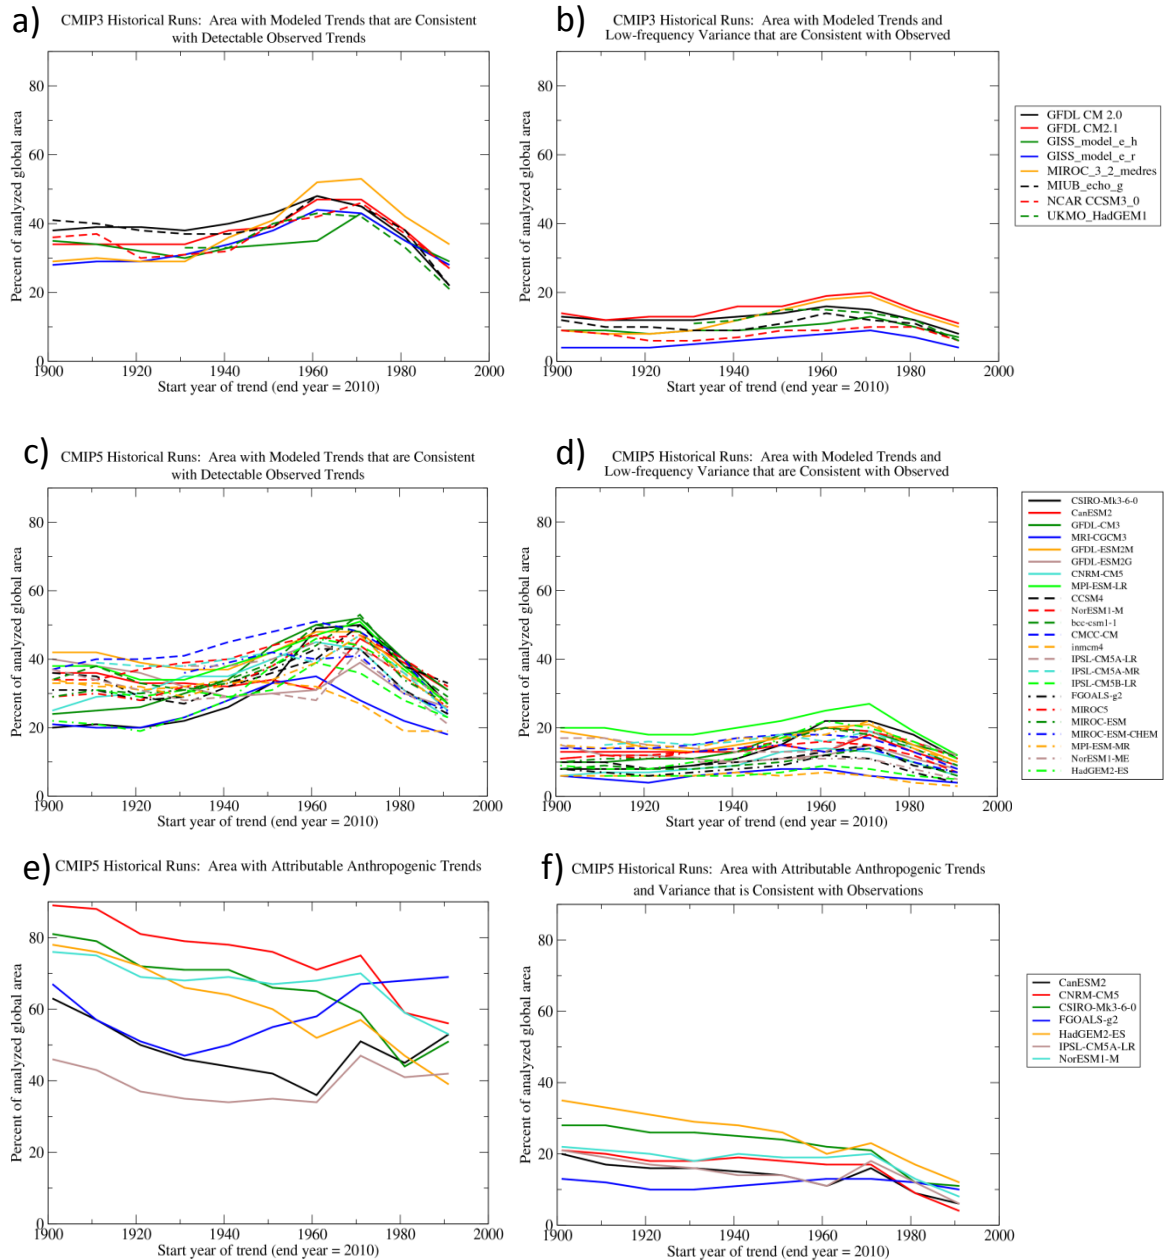 a)
CMIP3 Historical Runs: Area with Modeled Trends that are Consistent
with Detectable Observed Trends
Percent of analyzed global area
80
60
40
20
0
1900 1920 1940 1960 1980 2000
Start year of trend (end year = 2010)
b)
CMIP3 Historical Runs: Area with Modeled Trends and
Low-frequency Variance that are Consistent with Observed
Percent of analyzed global area
80
60
40
20
0
1900 1920 1940 1960 1980 2000
Start year of trend (end year = 2010)
GFDL CM 2.0
GFDL CM2.1
GISS_model_e_h
GISS_model_e_r
MIROC_3_2_medres
MIUB_echo_g
NCAR CCSM3_0
UKMO_HadGEM1
c)
CMIP5 Historical Runs: Area with Modeled Trends that are Consistent
with Detectable Observed Trends
Percent of analyzed global area
80
60
40
20
0
1900 1920 1940 1960 1980 2000
Start year of trend (end year = 2010)
d)
CMIP5 Historical Runs: Area with Modeled Trends and
Low-frequency Variance that are Consistent with Observed
Percent of analyzed global area
80
60
40
20
0
1900 1920 1940 1960 1980 2000
Start year of trend (end year = 2010)
CSIRO-Mk3-6-0
CanESM2
GFDL-CM3
MRI-CGCM3
GFDL-ESM2M
GFDL-ESM2G
CNRM-CM5
MPI-ESM-LR
CCSM4
NorESM1-M
bcc-csm1-1
CMCC-CM
inmcm4
IPSL-CM5A-LR
IPSL-CM5A-MR
IPSL-CM5B-LR
FGOALS-g2
MIROC5
MIROC-ESM
MIROC-ESM-CHEM
MPI-ESM-MR
NorESM1-ME
HadGEM2-ES
e)
CMIP5 Historical Runs: Area with Attributable Anthropogenic Trends
Percent of analyzed global area
80
60
40
20
0
1900 1920 1940 1960 1980 2000
Start year of trend (end year = 2010)
f)
CMIP5 Historical Runs: Area with Attributable Anthropogenic Trends
and Variance that is Consistent with Observations
Percent of analyzed global area
80
60
40
20
0
1900 1920 1940 1960 1980 2000
Start year of trend (end year = 2010)
CanESM2
CNRM-CM5
CSIRO-Mk3-6-0
FGOALS-g2
HadGEM2-ES
IPSL-CM5A-LR
NorESM1-M